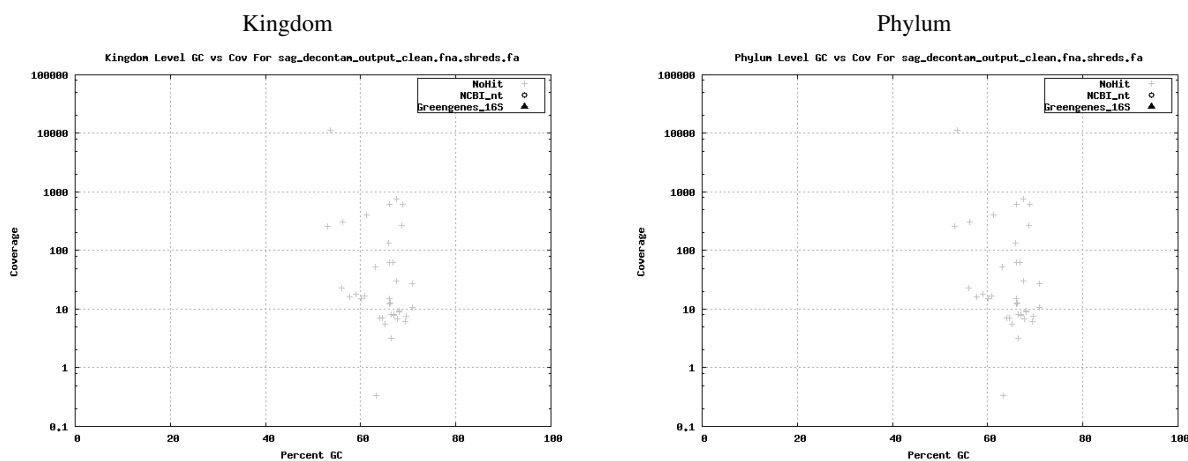 Kingdom
Kingdom Level GC vs Cov For sag_decontam_output_clean.fna.shreds.fa
100000
10000
1000
100
10
1
0.1
Coverage
NoHit
NCBI_nt
Greengenes_16S
0 20 40 60 80 100
Percent GC
Phylum
Phylum Level GC vs Cov For sag_decontam_output_clean.fna.shreds.fa
100000
10000
1000
100
10
1
0.1
Coverage
NoHit
NCBI_nt
Greengenes_16S
0 20 40 60 80 100
Percent GC